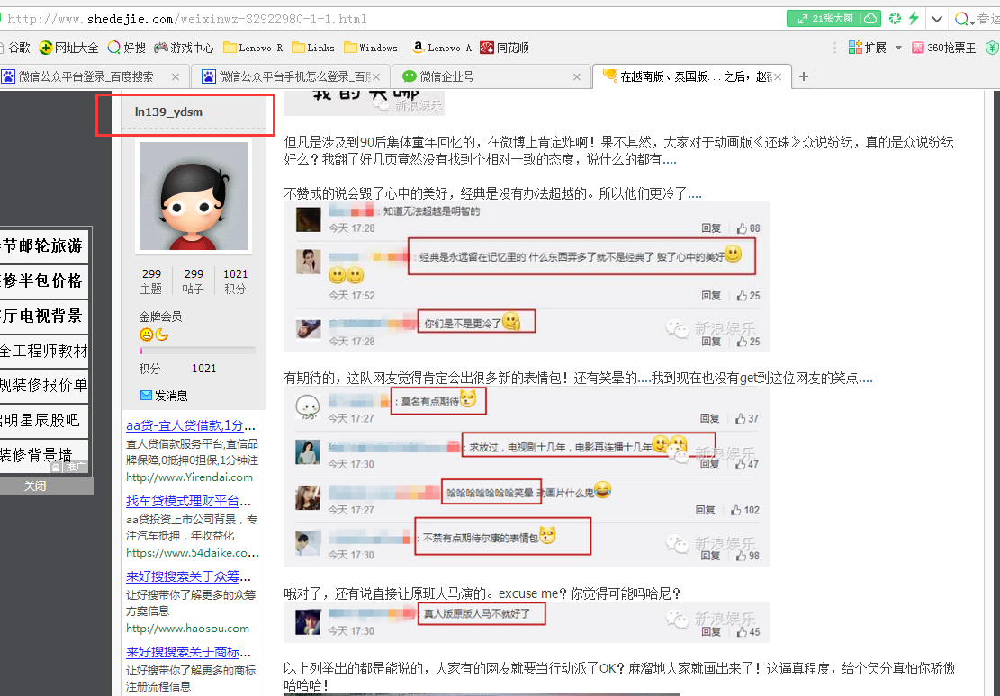 http://www.shedejie.com/weixinwz-32922980-1-1.html
21张大图
春运
谷歌
网址大全
好搜
游戏中心
Lenovo R
Links
Windows
Lenovo A
同花顺
扩展
360抢票王
微信公众平台登录_百度搜索
微信公众平台手机怎么登录_百度
微信企业号
在越南版、泰国版...之后，赵
ln139_ydsm
299
299
1021
主题
帖子
积分
金牌会员
积分
1021
发消息
aa贷-宜人贷借款,1分...
宜人贷借款服务平台,宜信品
牌保障,0抵押0担保,1分钟注
http://www.Yirendai.com
找车贷模式理财平台...
aa贷投资上市公司背景，专
注汽车抵押，年收益化
https://www.54daike.co...
来好搜搜索关于众筹...
让好搜带你了解更多的众筹
方案信息
http://www.haosou.com
来好搜搜索关于商标...
让好搜带你了解更多的商标
注册流程信息
节邮轮旅游
修半包价格
厅电视背景
全工程师教材
规装修报价单
启明星辰股吧
装修背景墙
推广
关闭
新浪娱乐
但凡是涉及到90后集体童年回忆的，在微博上肯定炸啊！果不其然，大家对于动画版《还珠》众说纷纭，真的是众说纷纭
好么？我翻了好几页竟然没有找到个相对一致的态度，说什么的都有....
不赞成的说会毁了心中的美好，经典是没有办法超越的。所以他们更冷了....
：知道无法超越是明智的
今天 17:28
回复
88
：经典是永远留在记忆里的 什么东西弄多了就不是经典了 毁了心中的美好
今天 17:52
回复
25
：你们是不是更冷了
今天 17:28
新浪娱乐
回复
25
有期待的，这队网友觉得肯定会出很多新的表情包！还有笑晕的....我到现在也没有get到这位网友的笑点....
：莫名有点期待
今天 17:27
回复
37
：求放过，电视剧十几年，电影再连播十几年
今天 17:30
新浪娱乐
回复
47
哈哈哈哈哈哈哈笑晕 动画片什么鬼
今天 17:27
回复
102
：不禁有点期待尔康的表情包
今天 17:30
新浪娱乐
回复
98
哦对了，还有说直接让原班人马演的。excuse me？你觉得可能吗哈尼？
：真人版原版人马不就好了
今天 17:30
新浪娱乐
回复
45
以上列举出的都是能说的，人家有的网友就要当行动派了OK？麻溜地人家就画出来了！这逼真程度，给个负分真怕你骄傲
哈哈哈！